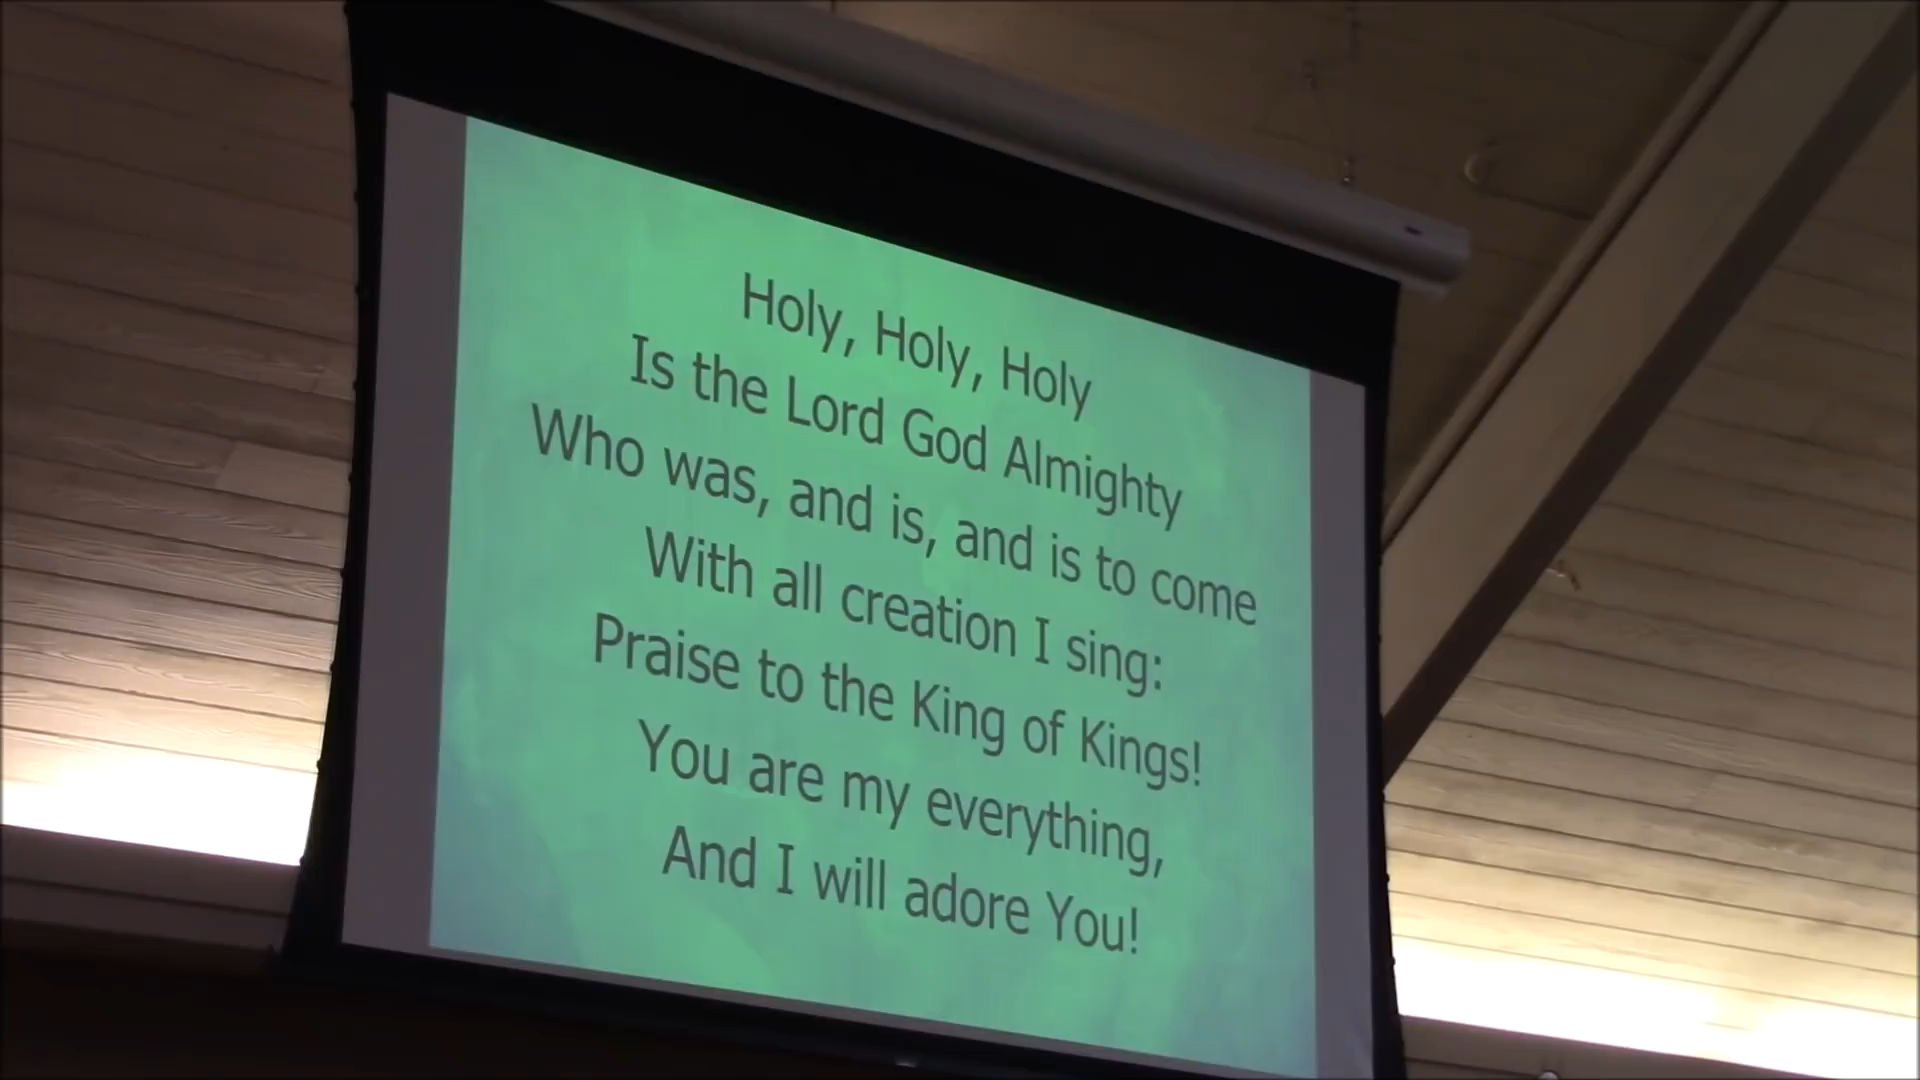 Holy, Holy, Holy
Is the Lord God Almighty
Who was, and is, and is to come
With all creation I sing:
Praise to the King of Kings!
You are my everything,
And I will adore You!